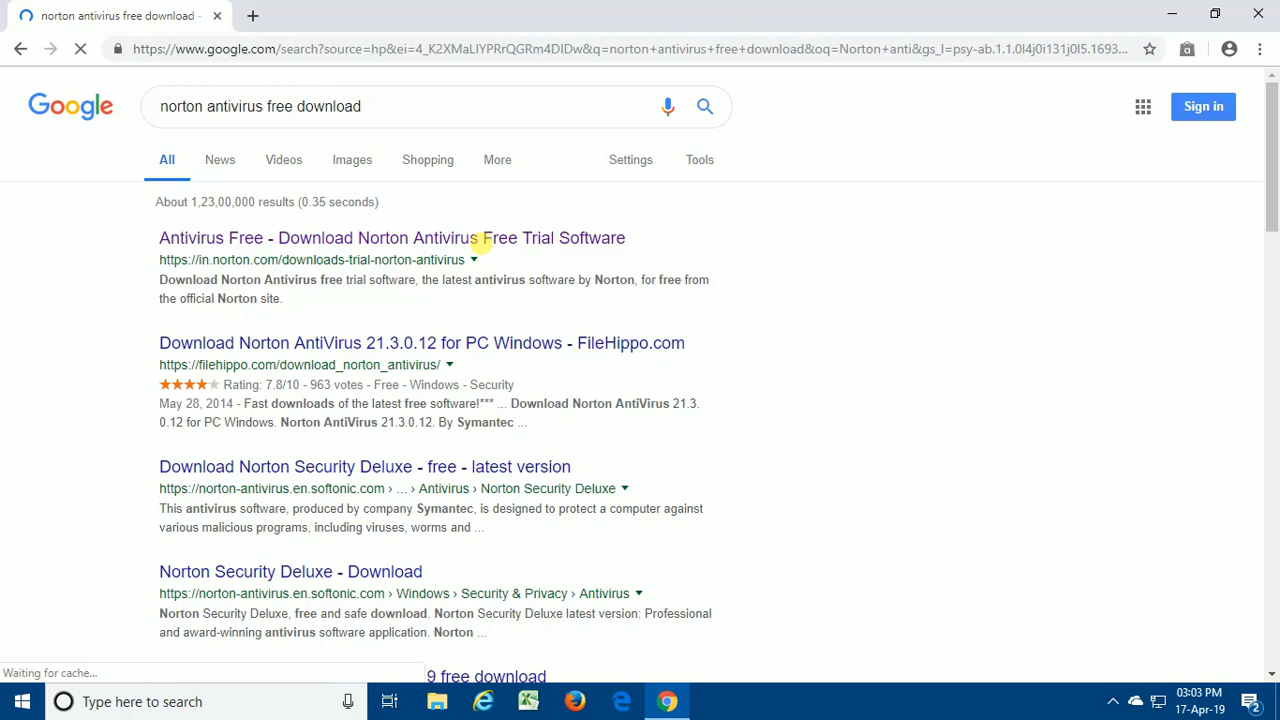 norton antivirus free download -
https://www.google.com/search?source=hp&ei=4_K2XMaLIYPRrQGRm4DIDw&q=norton+antivirus+free+download&oq=Norton+anti&gs_l=psy-ab.1.1.0l4j0i131j0l5.1693...
Google
norton antivirus free download
Sign in
All News Videos Images Shopping More Settings Tools
About 1,23,00,000 results (0.35 seconds)
Antivirus Free - Download Norton Antivirus Free Trial Software
https://in.norton.com/downloads-trial-norton-antivirus
Download Norton Antivirus free trial software, the latest antivirus software by Norton, for free from
the official Norton site.
Download Norton AntiVirus 21.3.0.12 for PC Windows - FileHippo.com
https://filehippo.com/download_norton_antivirus/
Rating: 7.8/10 - 963 votes - Free - Windows - Security
May 28, 2014 - Fast downloads of the latest free software!*** ... Download Norton AntiVirus 21.3.
0.12 for PC Windows. Norton AntiVirus 21.3.0.12. By Symantec ...
Download Norton Security Deluxe - free - latest version
https://norton-antivirus.en.softonic.com › ... › Antivirus › Norton Security Deluxe
This antivirus software, produced by company Symantec, is designed to protect a computer against
various malicious programs, including viruses, worms and ...
Norton Security Deluxe - Download
https://norton-antivirus.en.softonic.com › Windows › Security & Privacy › Antivirus
Norton Security Deluxe, free and safe download. Norton Security Deluxe latest version: Professional
and award-winning antivirus software application. Norton ...
9 free download
Waiting for cache...
Type here to search
03:03 PM
17-Apr-19
2